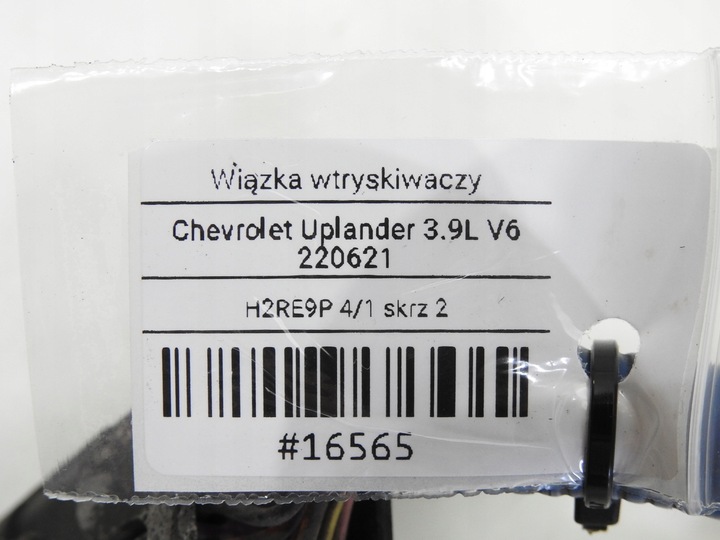 Wiązka wtryskiwaczy
Chevrolet Uplander 3.9L V6
220621
H2RE9P 4/1 skrz 2
#16565